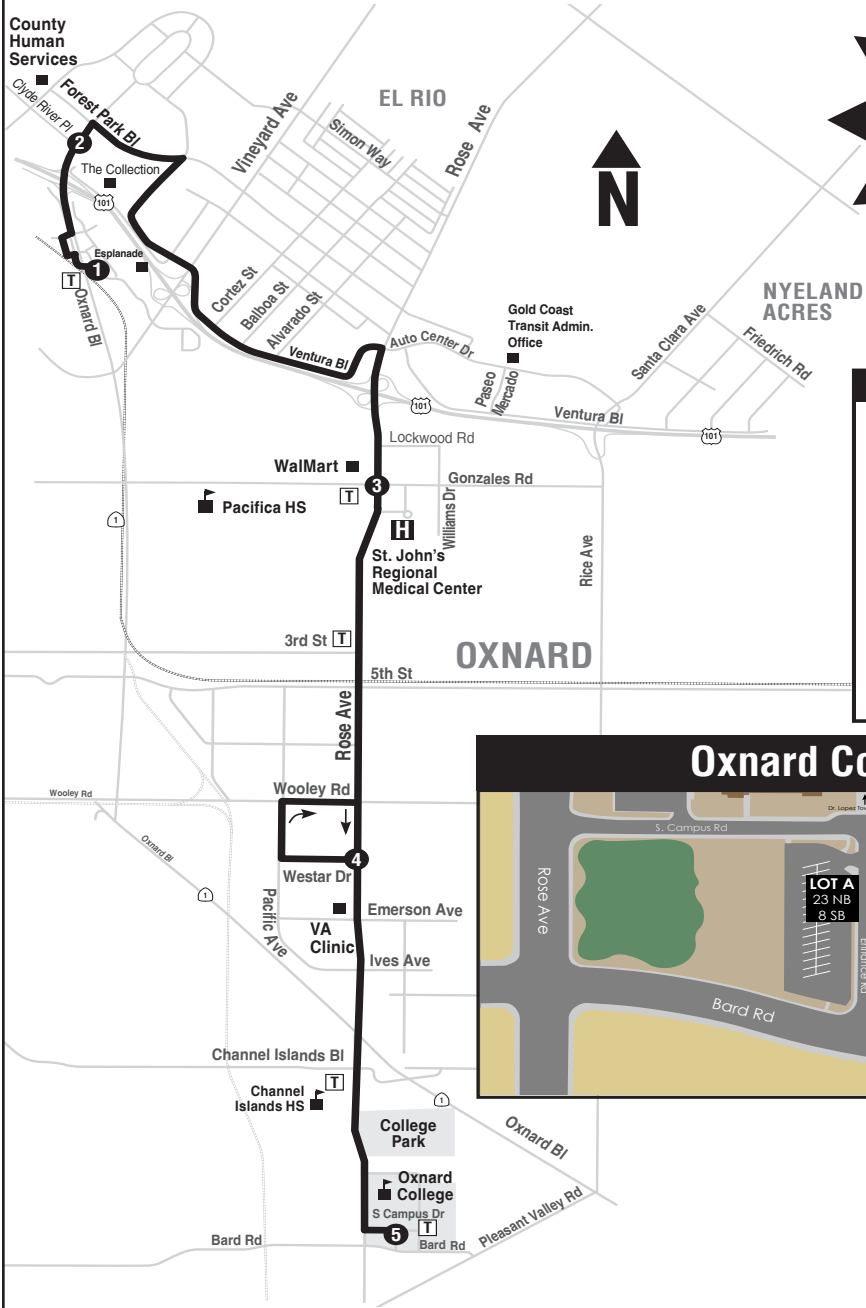 County
Human
Services
Clyde River Pl
Forest Park Bl
2
The Collection
101
Esplanade
1
T
Oxnard Bl
Vineyard Ave
EL RIO
Simon Way
Rose Ave
N
Cortez St
Balboa St
Alvarado St
Ventura Bl
Auto Center Dr
Gold Coast
Transit Admin.
Office
Paseo
Mercado
Santa Clara Ave
NYELAND
ACRES
Friedrich Rd
101
Ventura Bl
101
Lockwood Rd
WalMart
T
3
Gonzales Rd
Pacifica HS
Williams Dr
H
St. John's
Regional
Medical Center
Rice Ave
1
3rd St T
OXNARD
5th St
Rose Ave
Wooley Rd
Wooley Rd
4
Westar Dr
Oxnard Bl
1
Pacific Ave
VA
Clinic
Emerson Ave
Ives Ave
Channel Islands Bl
T
Channel
Islands HS
1
College
Park
Oxnard Bl
Oxnard
College
S Campus Dr
5
T
Bard Rd
Bard Rd
Pleasant Valley Rd
Oxnard Co
Dr. Lopez Tow
S. Campus Rd
Rose Ave
LOT A
23 NB
8 SB
Entrance Rd
Bard Rd